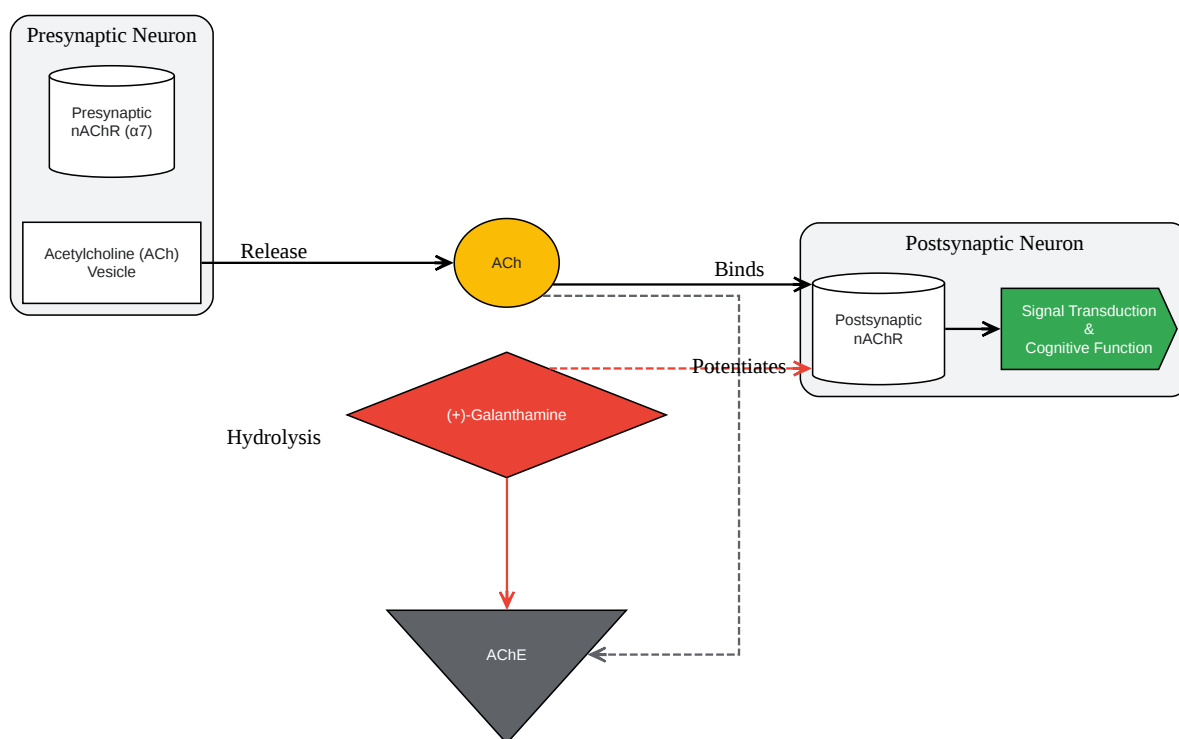 Presynaptic Neuron
Presynaptic
nAChR (α7)
Acetylcholine (ACh)
Vesicle
Release
ACh
Binds
Postsynaptic Neuron
Postsynaptic
nAChR
Signal Transduction
&
Cognitive Function
Potentiates
(+)-Galanthamine
Hydrolysis
AChE